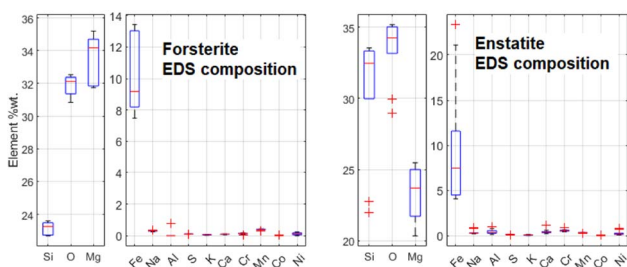 Element %wt.
36
34
32
30
28
26
24
Si
O
Mg
14
12
10
8
6
4
2
0
Forsterite
EDS composition
Fe
Na
Al
S
K
Ca
Cr
Mn
Co
Ni
35
30
25
20
Si
O
Mg
20
15
10
5
0
Enstatite
EDS composition
Fe
Na
Al
S
K
Ca
Cr
Mn
Co
Ni